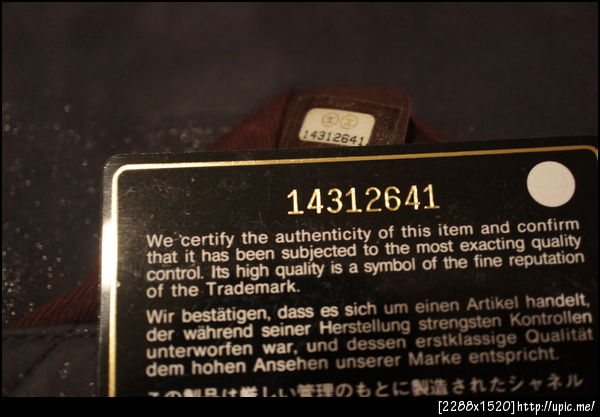 14312641
14312641
We certify the authenticity of this item and confirm
that it has been subjected to the most exacting quality
control. Its high quality is a symbol of the fine reputation
of the Trademark.
Wir bestätigen, dass es sich um einen Artikel handelt,
der während seiner Herstellung strengsten Kontrollen
unterworfen war, und dessen erstklassige Qualität
dem hohen Ansehen unserer Marke entspricht.
この製品は厳しい管理のもとに製造されたシャネル
[2288x1520]http://upic.me/